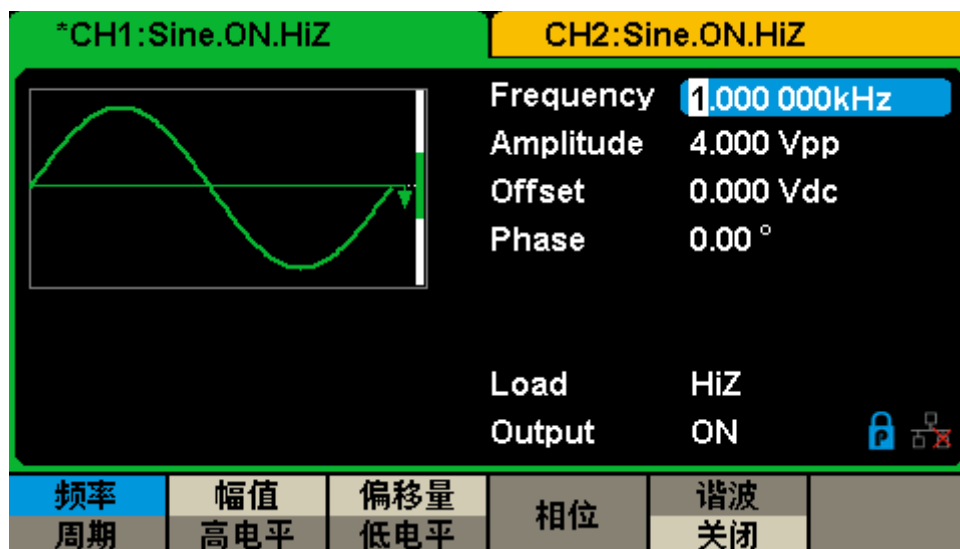 *CH1:Sine.ON.HiZ CH2:Sine.ON.HiZ
Frequency 1.000 000kHz
Amplitude 4.000 Vpp
Offset 0.000 Vdc
Phase 0.00 °
Load HiZ
Output ON P
频率 幅值 偏移量 相位 谐波
周期 高电平 低电平 关闭